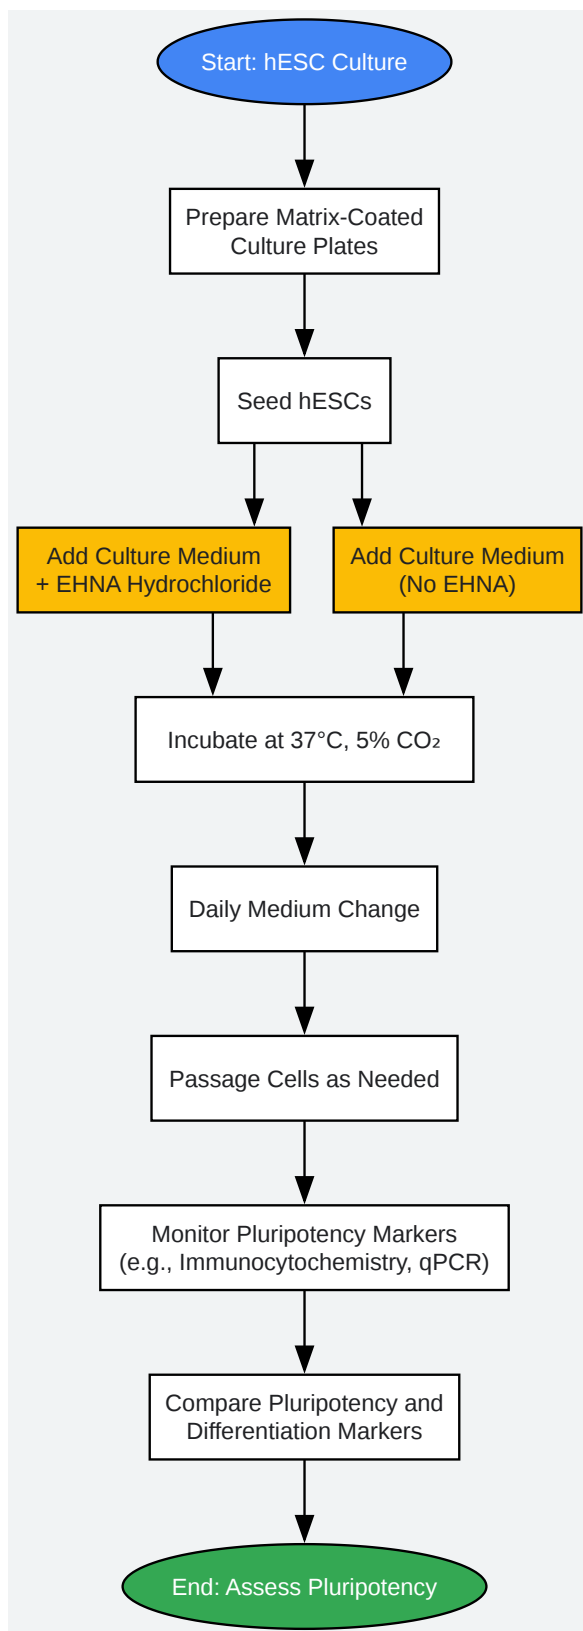 Start: hESC Culture
Prepare Matrix-Coated
Culture Plates
Seed hESCs
Add Culture Medium
+ EHNA Hydrochloride
Add Culture Medium
(No EHNA)
Incubate at 37°C, 5% CO₂
Daily Medium Change
Passage Cells as Needed
Monitor Pluripotency Markers
(e.g., Immunocytochemistry, qPCR)
Compare Pluripotency and
Differentiation Markers
End: Assess Pluripotency